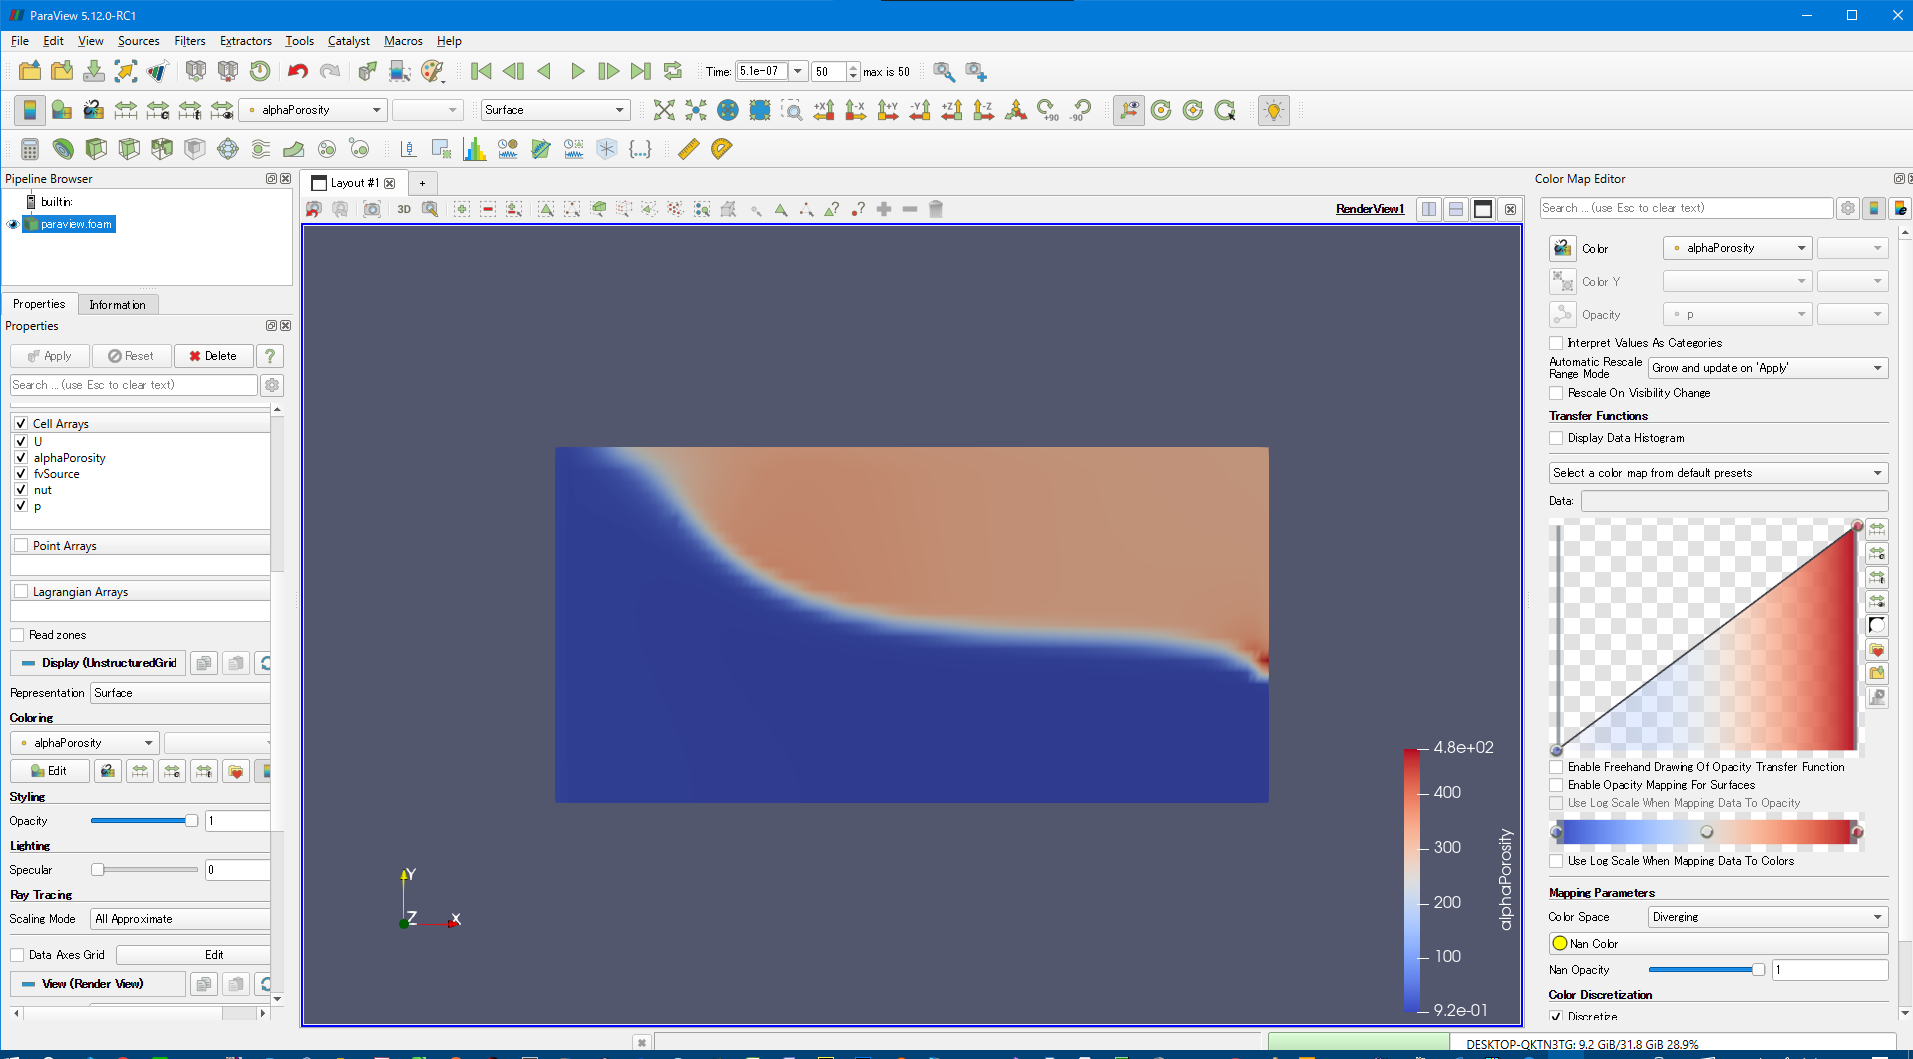 ParaView 5.12.0-RC1
File Edit View Sources Filters Extractors Tools Catalyst Macros Help
Time: 5.1e-07 50 max is 50
alphaPorosity Surface +X -X +Y -Y +Z -Z +90 -90
Pipeline Browser
builtin:
paraview.foam
Properties Information
Properties
Apply Reset Delete ?
Search ... (use Esc to clear text)
Cell Arrays
U
alphaPorosity
fvSource
nut
p
Point Arrays
Lagrangian Arrays
Read zones
Display (UnstructuredGrid
Representation Surface
Coloring
alphaPorosity
Edit
Styling
Opacity 1
Lighting
Specular 0
Ray Tracing
Scaling Mode All Approximate
Data Axes Grid Edit
View (Render View)
Layout #1 +
3D RenderView1
4.8e+02
400
300
200
100
9.2e-01
alphaPorosity
Y
Z X
Color Map Editor
Search ... (use Esc to clear text)
Color alphaPorosity
Color Y
Opacity p
Interpret Values As Categories
Automatic Rescale
Range Mode Grow and update on 'Apply'
Rescale On Visibility Change
Transfer Functions
Display Data Histogram
Select a color map from default presets
Data:
Enable Freehand Drawing Of Opacity Transfer Function
Enable Opacity Mapping For Surfaces
Use Log Scale When Mapping Data To Opacity
Use Log Scale When Mapping Data To Colors
Mapping Parameters
Color Space Diverging
Nan Color
Nan Opacity 1
Color Discretization
Discretize
DESKTOP-QKTN3TG: 9.2 GiB/31.8 GiB 28.9%